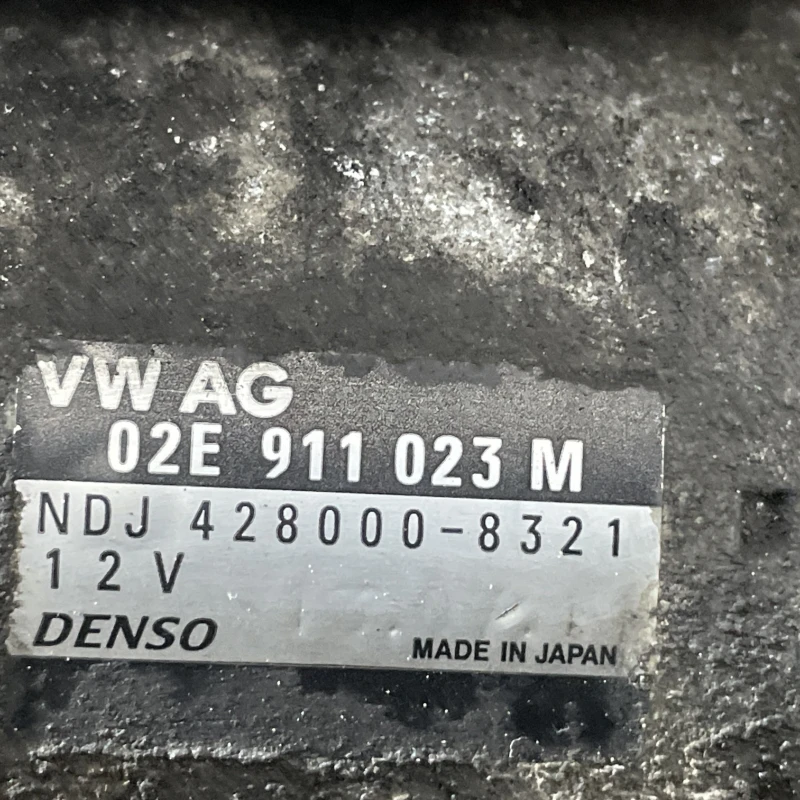 VW AG
02E 911 023 M
NDJ 428000-8321
12V
DENSO
MADE IN JAPAN